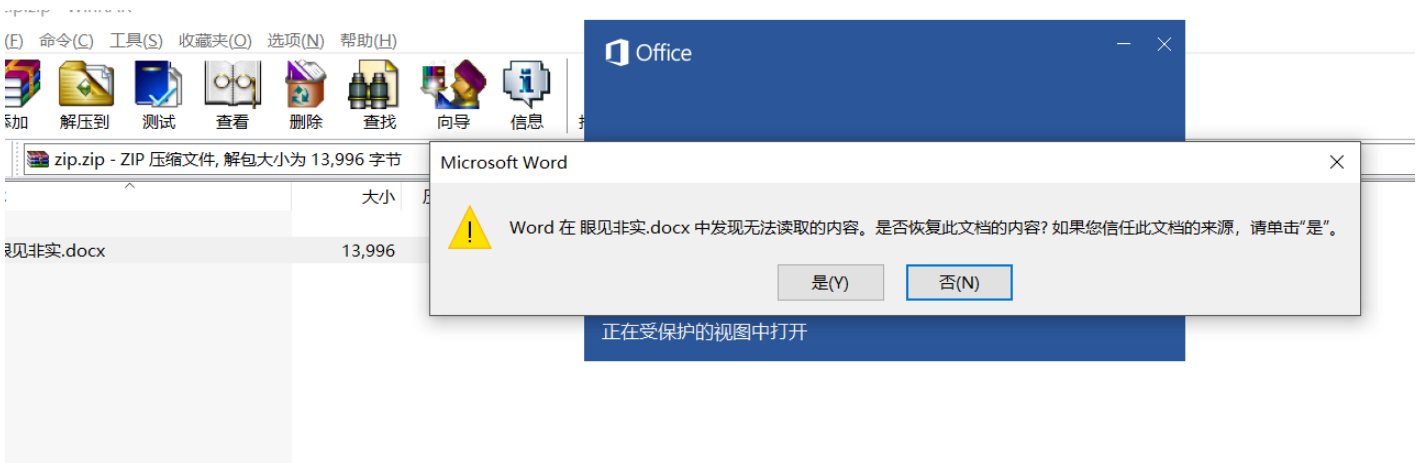 (F) 命令(C) 工具(S) 收藏夹(O) 选项(N) 帮助(H)
Office
添加 解压到 测试 查看 删除 查找 向导 信息
zip.zip - ZIP 压缩文件, 解包大小为 13,996 字节
Microsoft Word
大小
Word 在 眼见非实.docx 中发现无法读取的内容。是否恢复此文档的内容? 如果您信任此文档的来源，请单击"是"。
眼见非实.docx 13,996
是(Y) 否(N)
正在受保护的视图中打开